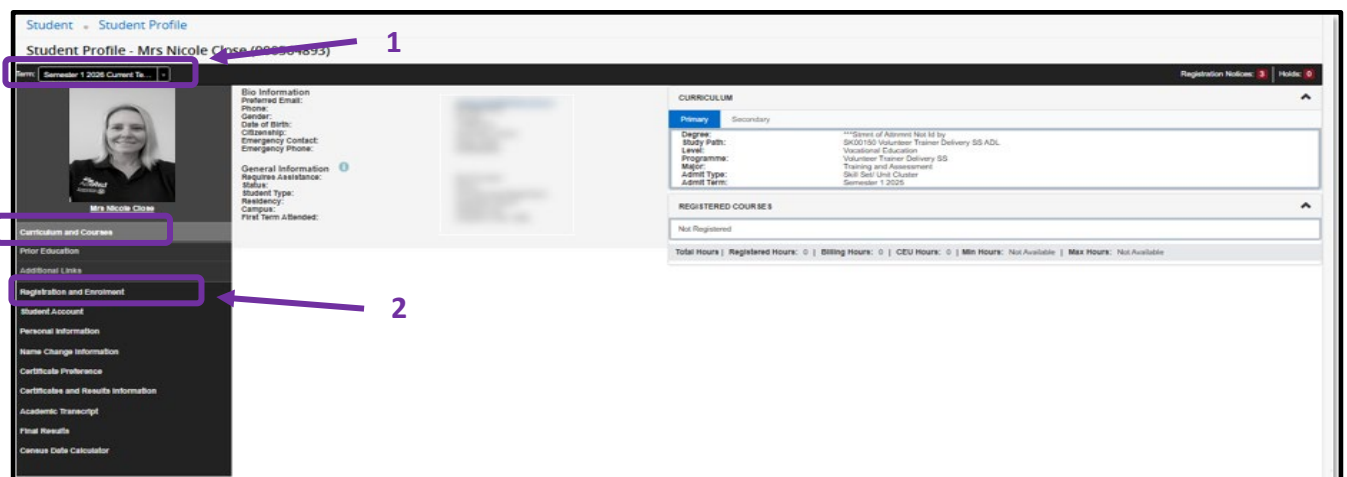 Student Student Profile
Student Profile - Mrs Nicole Close
1
Term: Semester 1 2026 Current Te...
Registration Notices: 3 Holds: 0
Bio Information
Preferred Email:
Phone:
Gender:
Date of Birth:
Citizenship:
Emergency Contact:
Emergency Phone:
General Information
Requires Assistance:
Status:
Student Type:
Residency:
Campus:
First Term Attended:
Mrs Nicole Close
CURRICULUM
Primary Secondary
Degree: of Not ld by
Study Path: SK00150 Volunteer Trainer Delivery SS ADL
Level: Vocational Education
Programme: Volunteer Trainer Delivery SS
Major: Training and Assessment
Admit Type: Skill Set/ Unit Cluster
Admit Term: Semester 1 2025
REGISTERED COURSES
Not Registered
Total Hours | Registered Hours: 0 | Billing Hours: 0 | CEU Hours: 0 | Min Hours: Not Available | Max Hours: Not Available
Curriculum and Courses
Prior Education
Additional Links
Registration and Enrolment
2
Student Account
Personal Information
Name Change Information
Certificate Preference
Certificates and Results Information
Academic Transcript
Final Results
Census Date Calculator